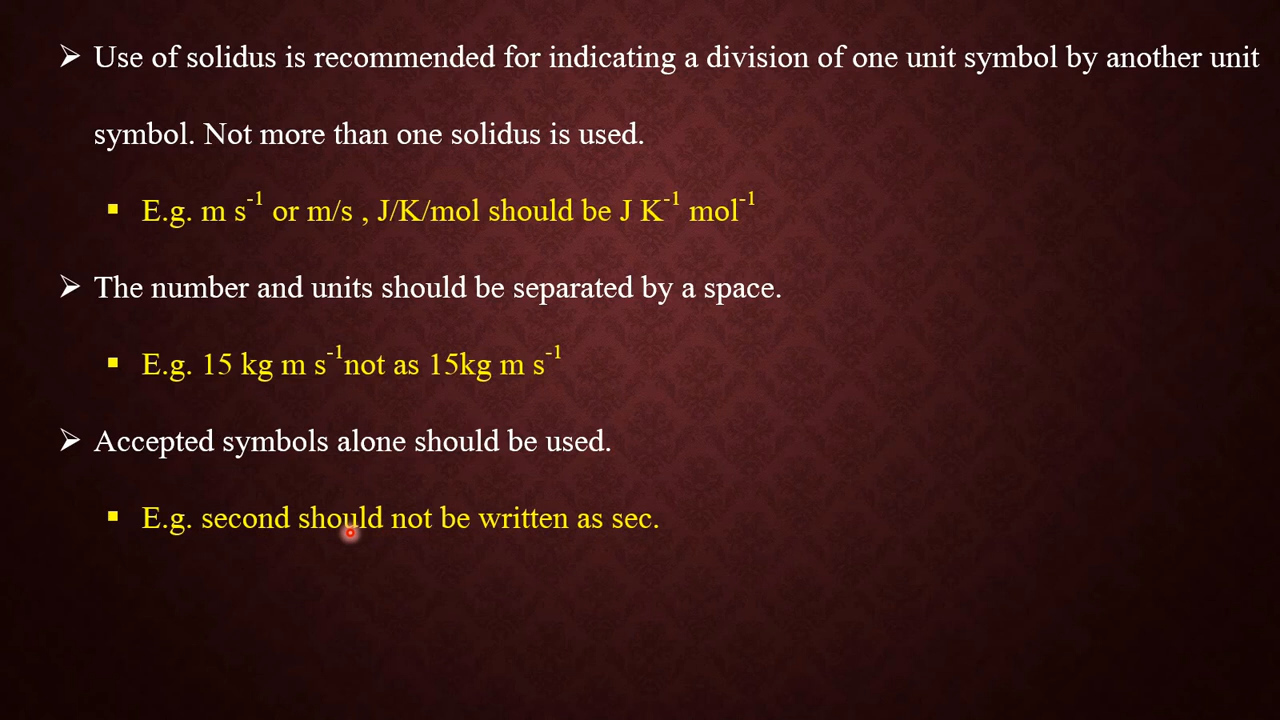 ➢ Use of solidus is recommended for indicating a division of one unit symbol by another unit
symbol. Not more than one solidus is used.
▪ E.g. m s⁻¹ or m/s , J/K/mol should be J K⁻¹ mol⁻¹
➢ The number and units should be separated by a space.
▪ E.g. 15 kg m s⁻¹not as 15kg m s⁻¹
➢ Accepted symbols alone should be used.
▪ E.g. second should not be written as sec.